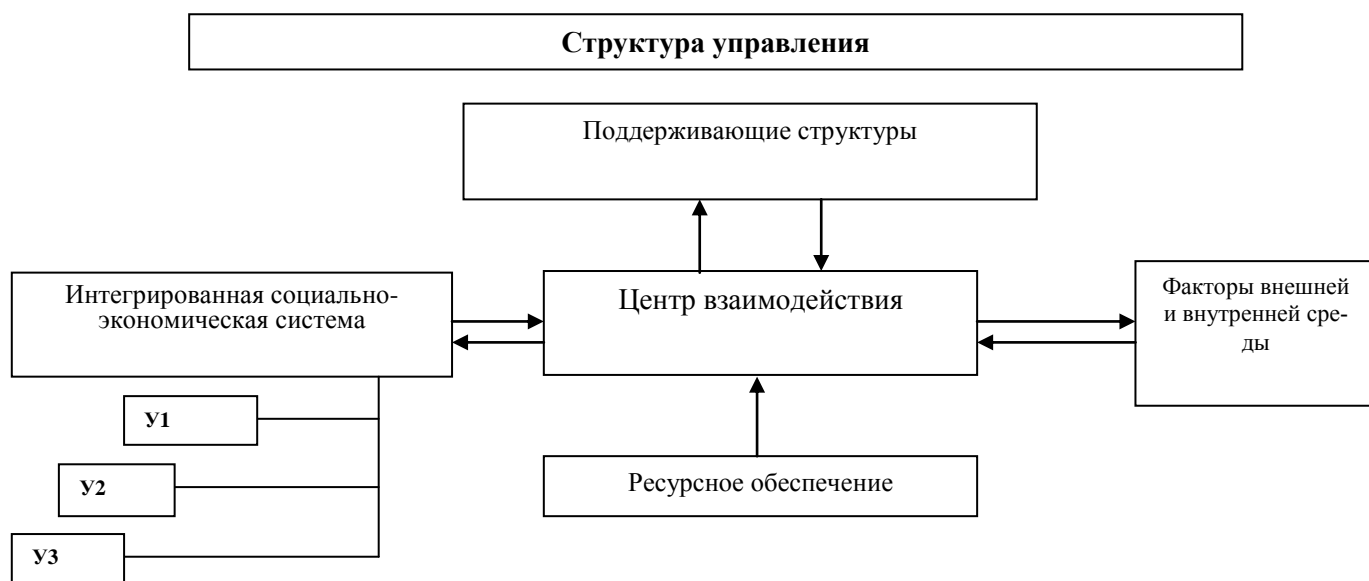 Структура управления
Поддерживающие структуры
Интегрированная социально-
экономическая система
Центр взаимодействия
Факторы внешней
и внутренней сре-
ды
У1
У2
Ресурсное обеспечение
У3